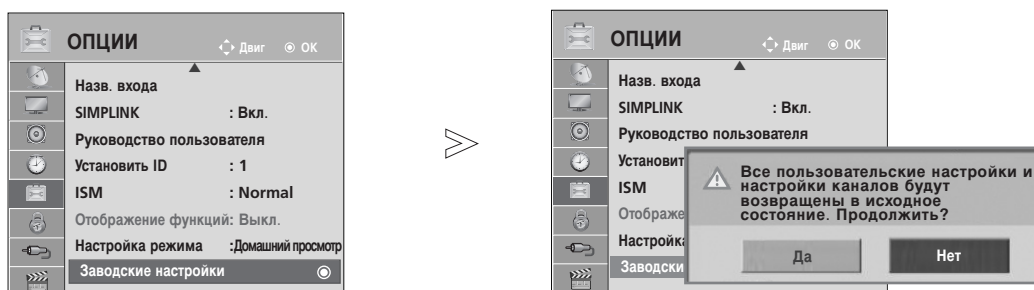 ОПЦИИ
Двиг ОК
Назв. входа
SIMPLINK : Вкл.
Руководство пользователя
Установить ID : 1
ISM : Normal
Отображение функций: Выкл.
Настройка режима :Домашний просмотр
Заводские настройки
ОПЦИИ
Двиг ОК
Назв. входа
SIMPLINK : Вкл.
Руководство пользователя
Установит
ISM
Отображе
Настройка
Заводски
Все пользовательские настройки и
настройки каналов будут
возвращены в исходное
состояние. Продолжить?
Да Нет